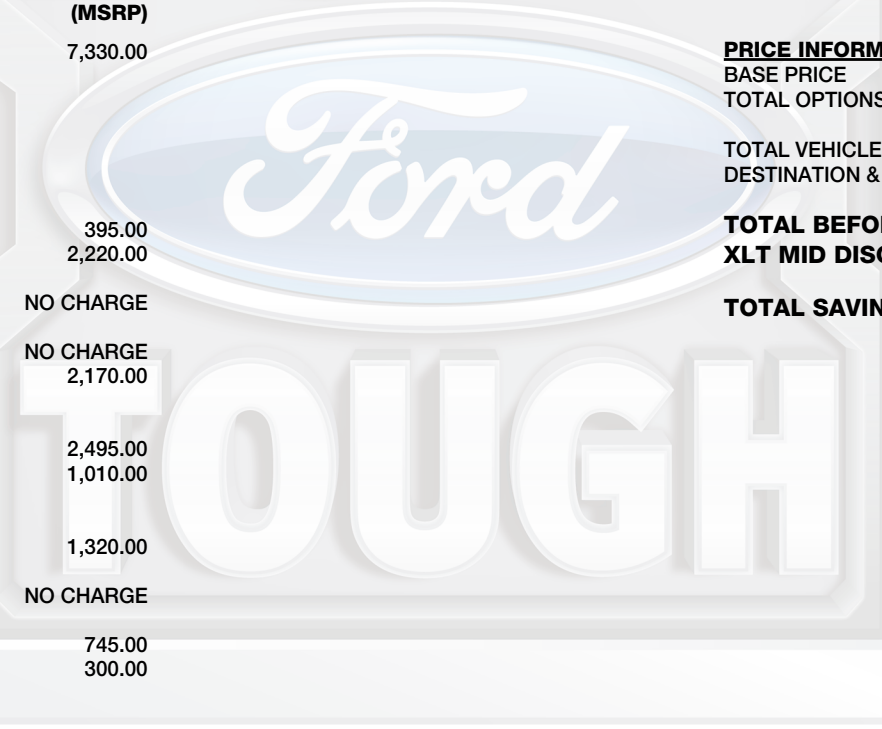 (MSRP)
7,330.00
395.00
2,220.00
NO CHARGE
NO CHARGE
2,170.00
2,495.00
1,010.00
1,320.00
NO CHARGE
745.00
300.00
PRICE INFORM
BASE PRICE
TOTAL OPTIONS
TOTAL VEHICLE
DESTINATION &
TOTAL BEFO
XLT MID DISC
TOTAL SAVIN
Ford
TOUGH